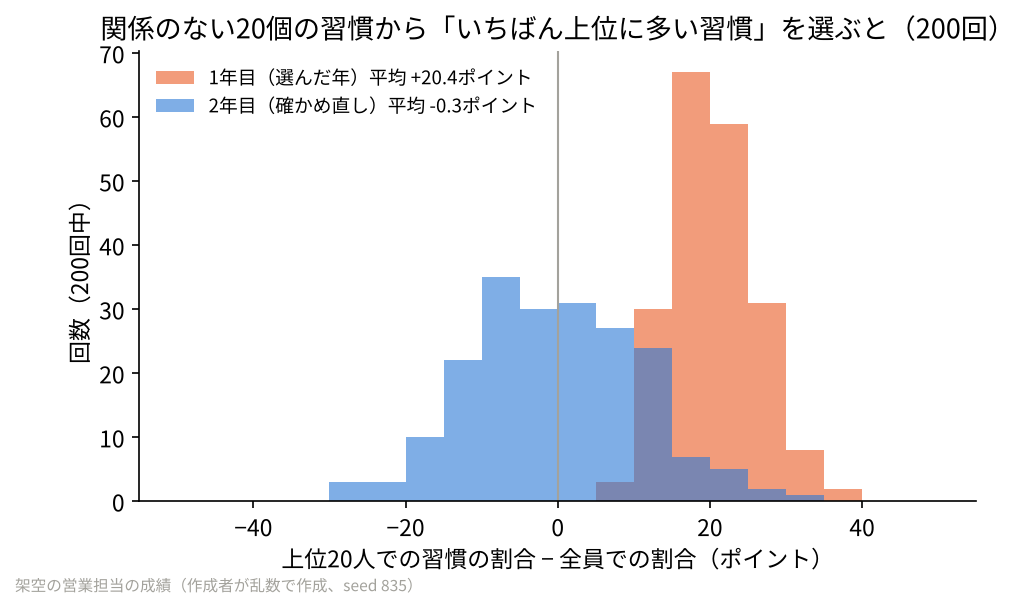 関係のない20個の習慣から「いちばん上位に多い習慣」を選ぶと（200回）
1年目（選んだ年）平均 +20.4ポイント
2年目（確かめ直し）平均 -0.3ポイント
回数（200回中）
70
60
50
40
30
20
10
0
−40
−20
0
20
40
上位20人での習慣の割合 − 全員での割合（ポイント）
架空の営業担当の成績（作成者が乱数で作成、seed 835）